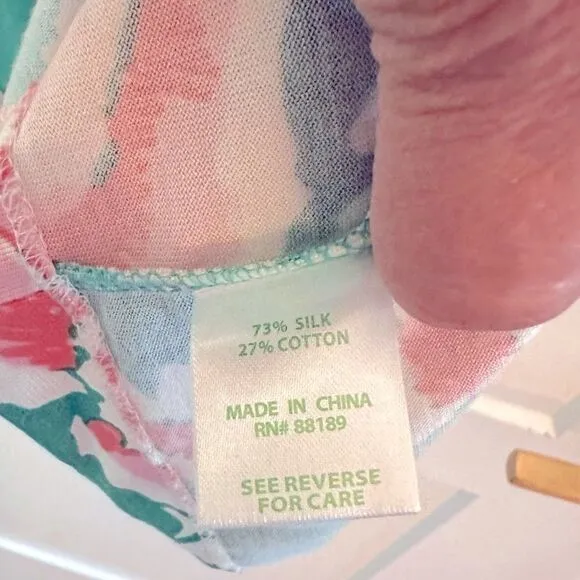 73% SILK
27% COTTON
MADE IN CHINA
RN# 88189
SEE REVERSE
FOR CARE